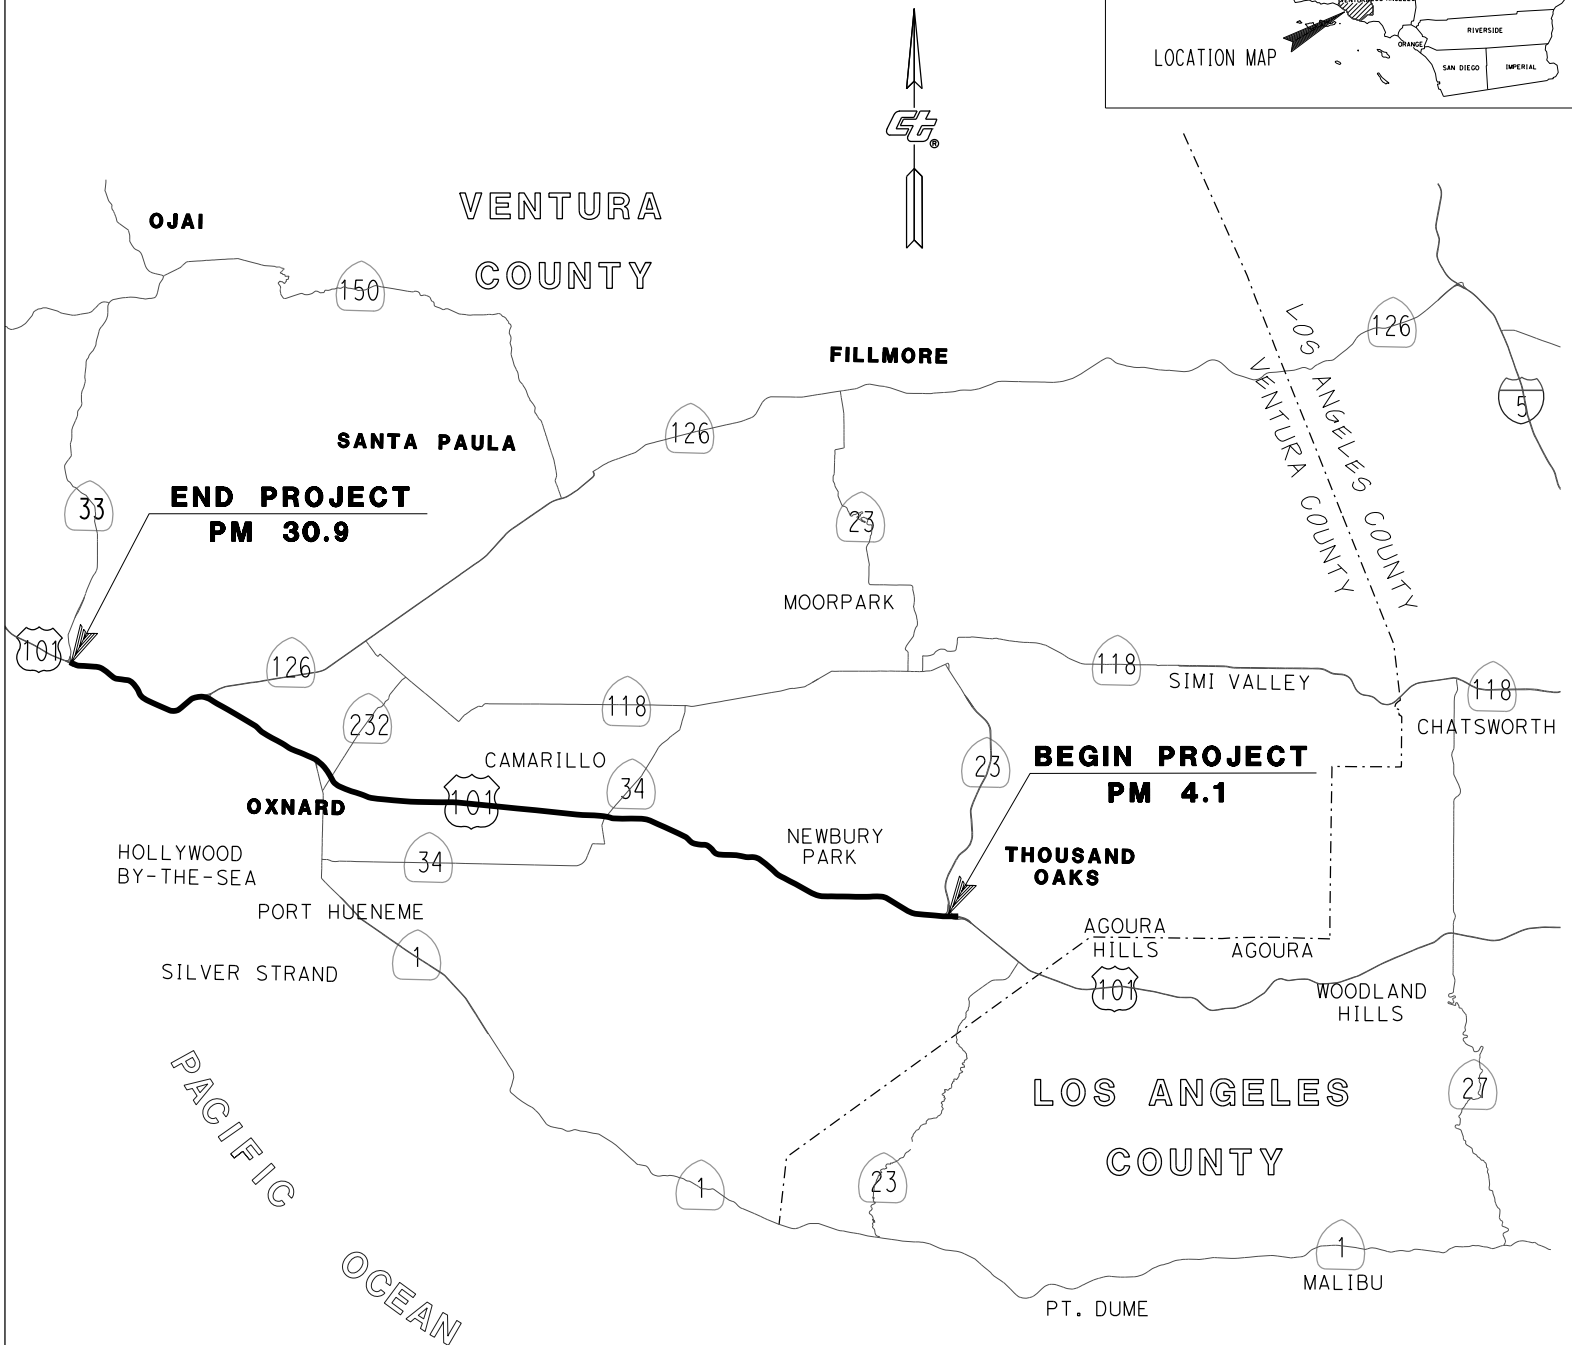 RIVERSIDE
ORANGE
LOCATION MAP
SAN DIEGO
IMPERIAL
Ct®
VENTURA
COUNTY
OJAI
150
LOS ANGELES COUNTY
VENTURA COUNTY
126
5
FILLMORE
126
SANTA PAULA
END PROJECT
PM 30.9
33
23
MOORPARK
101
126
118
SIMI VALLEY
118
CHATSWORTH
232
118
CAMARILLO
34
23
BEGIN PROJECT
PM 4.1
OXNARD
101
NEWBURY
PARK
THOUSAND
OAKS
HOLLYWOOD
BY-THE-SEA
34
PORT HUENEME
AGOURA
HILLS
AGOURA
1
SILVER STRAND
101
WOODLAND
HILLS
PACIFIC
OCEAN
LOS ANGELES
COUNTY
27
1
23
1
MALIBU
PT. DUME